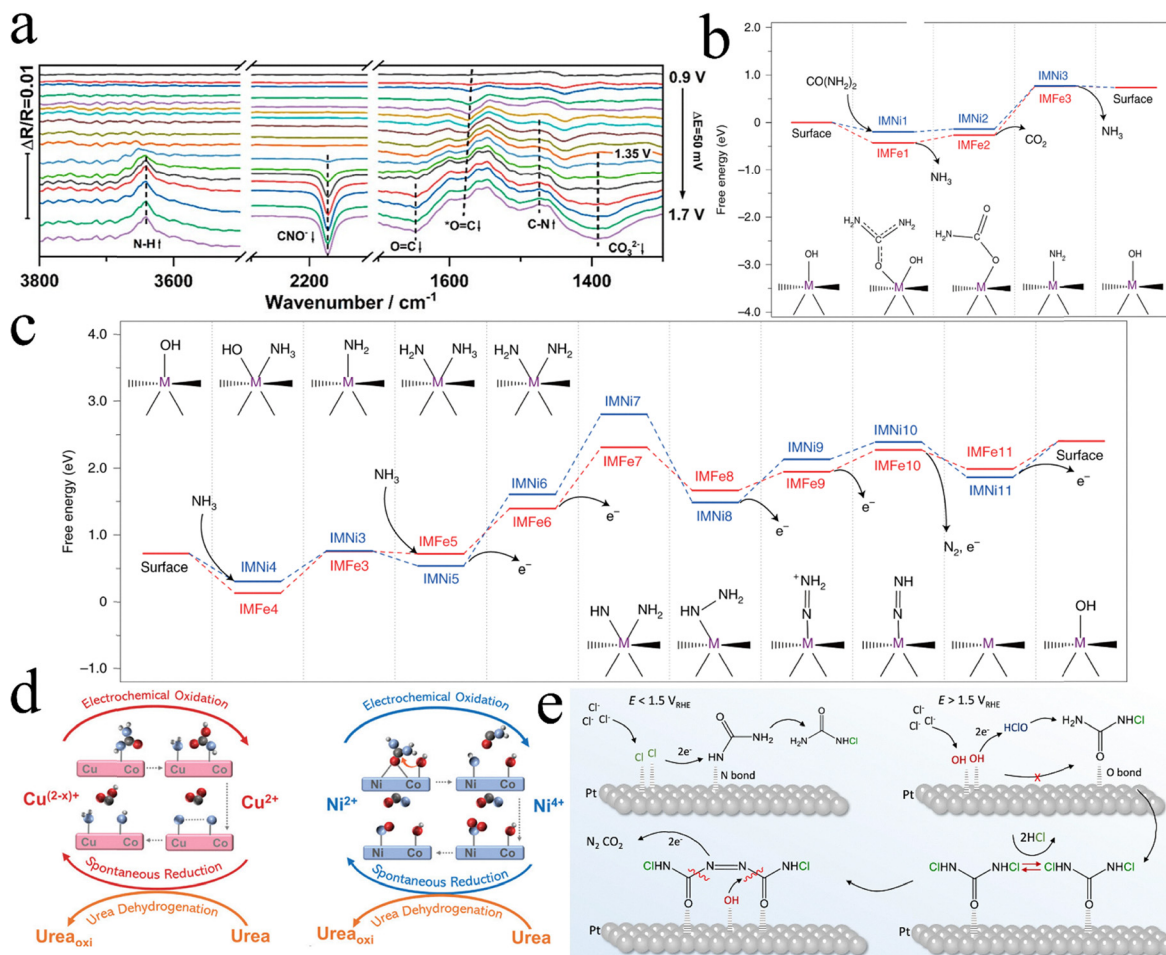 a
ΔR/R=0.01
0.9 V
ΔE=50 mV
1.35 V
1.7 V
N-H↑
CNO⁻↓
O=C↓
*O=C↓
C-N↑
CO₃²⁻↓
3800
3600
2200
1600
1400
Wavenumber / cm⁻¹
b
Free energy (eV)
2.0
1.0
0.0
−1.0
−2.0
−3.0
−4.0
CO(NH₂)₂
IMNi3
IMFe3
Surface
IMNi1
IMNi2
Surface
IMFe1
IMFe2
NH₃
CO₂
NH₃
OH
NH₂
H₂N
C
O
OH
M
H₂N
C
O
O
M
NH₂
M
OH
M
M
c
Free energy (eV)
4.0
3.0
2.0
1.0
0
−1.0
OH
M
HO
NH₃
M
NH₂
M
H₂N
NH₃
M
H₂N
NH₂
M
Surface
NH₃
IMNi4
IMFe4
IMNi3
IMFe3
NH₃
IMFe5
IMNi5
e⁻
IMNi6
IMFe6
e⁻
IMNi7
IMFe7
IMFe8
IMNi8
e⁻
IMNi9
IMFe9
e⁻
IMNi10
IMFe10
N₂, e⁻
IMFe11
IMNi11
e⁻
Surface
HN
NH₂
M
HN
NH₂
M
⁺NH₂
N
M
NH
N
M
M
OH
M
d
Electrochemical Oxidation
Cu
Co
Cu
Co
Cu⁽²⁻ˣ⁾⁺
Cu²⁺
Cu
Co
Cu
Co
Spontaneous Reduction
Urea Dehydrogenation
Ureaₒₓᵢ
Urea
Electrochemical Oxidation
Ni
Co
Ni
Co
Ni²⁺
Ni⁴⁺
Ni
Co
Ni
Co
Spontaneous Reduction
Urea Dehydrogenation
Ureaₒₓᵢ
Urea
e
E < 1.5 V_RHE
Cl⁻
Cl⁻ Cl⁻
Cl Cl
2e⁻
O
NH₂
HN
N bond
O
H₂N
NHCl
Pt
E > 1.5 V_RHE
Cl⁻
Cl⁻ Cl⁻
OH OH
2e⁻
HClO
X
H₂N
NHCl
O
O bond
Pt
N₂ CO₂
2e⁻
ClHN
N
N
NHCl
O
OH
O
Pt
2HCl
ClHN
NHCl
ClHN
NHCl
O
O
Pt